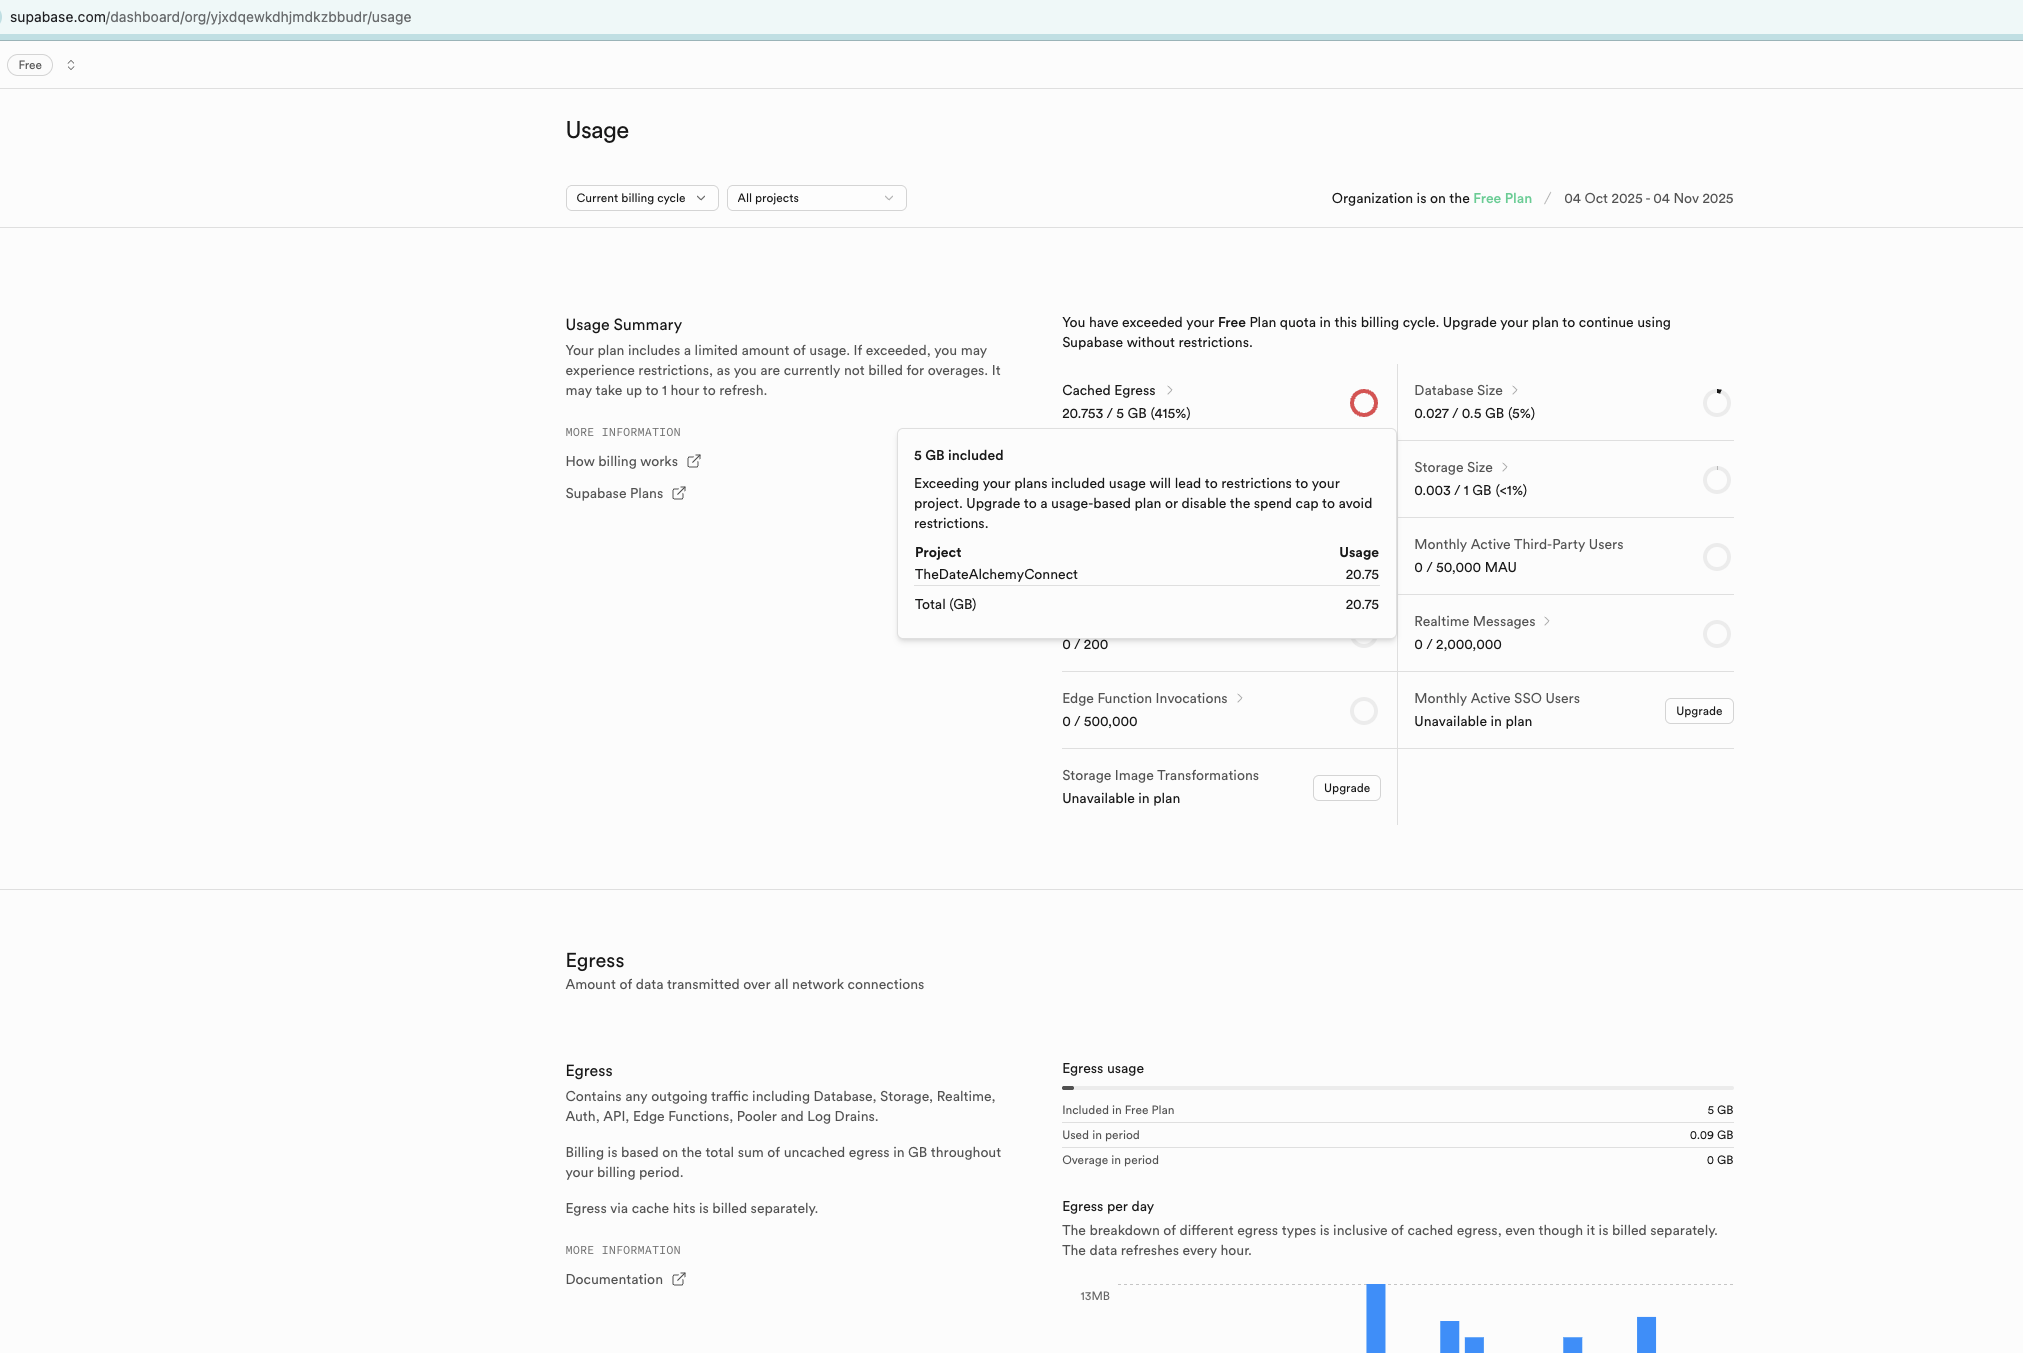 supabase.com/dashboard/org/yjxdqewkdhjmdkzbbudr/usage
Free
Usage
Current billing cycle
All projects
Organization is on the Free Plan / 04 Oct 2025 - 04 Nov 2025
Usage Summary
Your plan includes a limited amount of usage. If exceeded, you may
experience restrictions, as you are currently not billed for overages. It
may take up to 1 hour to refresh.
MORE INFORMATION
How billing works
Supabase Plans
You have exceeded your Free Plan quota in this billing cycle. Upgrade your plan to continue using
Supabase without restrictions.
Cached Egress
20.753 / 5 GB (415%)
Database Size
0.027 / 0.5 GB (5%)
5 GB included
Exceeding your plans included usage will lead to restrictions to your
project. Upgrade to a usage-based plan or disable the spend cap to avoid
restrictions.
Project Usage
TheDateAlchemyConnect 20.75
Total (GB) 20.75
Storage Size
0.003 / 1 GB (<1%)
Monthly Active Third-Party Users
0 / 50,000 MAU
0 / 200
Realtime Messages
0 / 2,000,000
Edge Function Invocations
0 / 500,000
Monthly Active SSO Users
Unavailable in plan
Upgrade
Storage Image Transformations
Unavailable in plan
Upgrade
Egress
Amount of data transmitted over all network connections
Egress
Contains any outgoing traffic including Database, Storage, Realtime,
Auth, API, Edge Functions, Pooler and Log Drains.
Billing is based on the total sum of uncached egress in GB throughout
your billing period.
Egress via cache hits is billed separately.
MORE INFORMATION
Documentation
Egress usage
Included in Free Plan 5 GB
Used in period 0.09 GB
Overage in period 0 GB
Egress per day
The breakdown of different egress types is inclusive of cached egress, even though it is billed separately.
The data refreshes every hour.
13MB